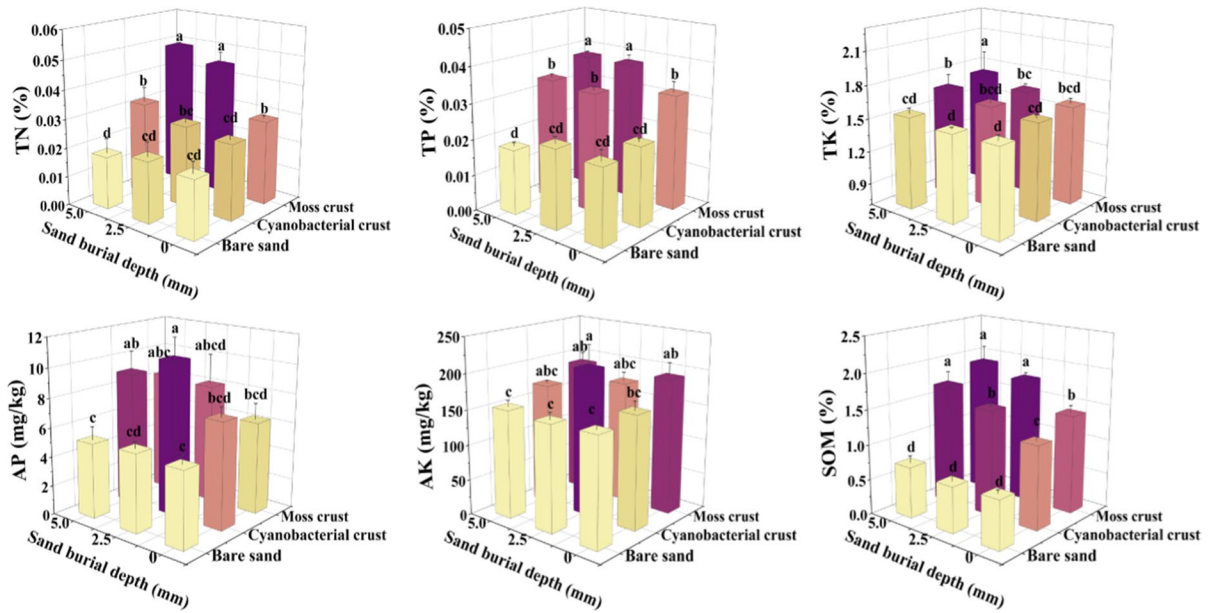 0.06
0.05
0.04
0.03
0.02
0.01
0.00
TN (%)
a
a
b
b
bc
cd
cd
cd
d
5.0
2.5
0
Sand burial depth (mm)
Moss crust
Cyanobacterial crust
Bare sand
0.05
0.04
0.03
0.02
0.01
0.00
TP (%)
a
a
b
b
b
cd
cd
cd
d
5.0
2.5
0
Sand burial depth (mm)
Moss crust
Cyanobacterial crust
Bare sand
2.1
1.8
1.5
1.2
0.9
TK (%)
a
b
bc
bcd
bcd
cd
cd
d
d
5.0
2.5
0
Sand burial depth (mm)
Moss crust
Cyanobacterial crust
Bare sand
12
10
8
6
4
2
0
AP (mg/kg)
a
ab
abc
abcd
bcd
bcd
c
cd
c
5.0
2.5
0
Sand burial depth (mm)
Moss crust
Cyanobacterial crust
Bare sand
250
200
150
100
50
0
AK (mg/kg)
a
ab
ab
abc
abc
bc
c
c
c
5.0
2.5
0
Sand burial depth (mm)
Moss crust
Cyanobacterial crust
Bare sand
2.5
2.0
1.5
1.0
0.5
0.0
SOM (%)
a
a
a
b
b
c
d
d
d
5.0
2.5
0
Sand burial depth (mm)
Moss crust
Cyanobacterial crust
Bare sand